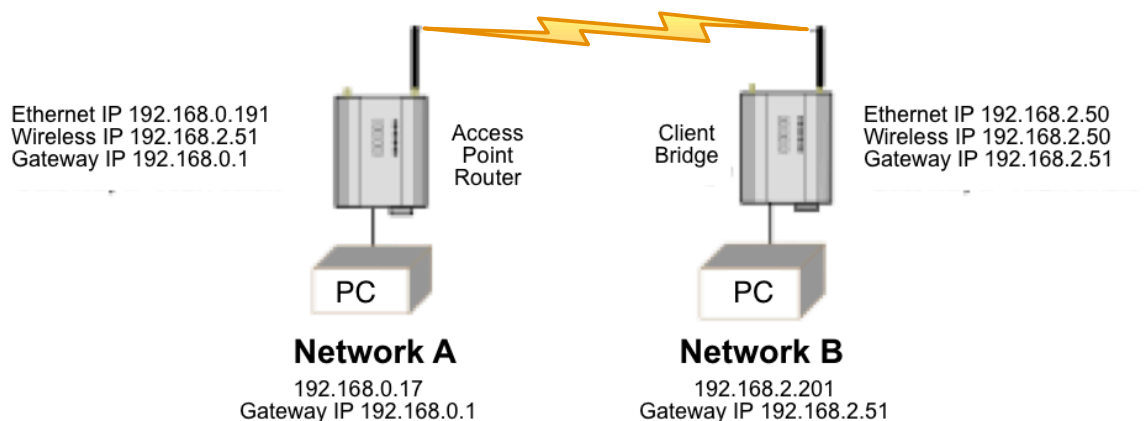 Ethernet IP 192.168.0.191
Wireless IP 192.168.2.51
Gateway IP 192.168.0.1
Access
Point
Router
Client
Bridge
Ethernet IP 192.168.2.50
Wireless IP 192.168.2.50
Gateway IP 192.168.2.51
PC
PC
Network A
192.168.0.17
Gateway IP 192.168.0.1
Network B
192.168.2.201
Gateway IP 192.168.2.51